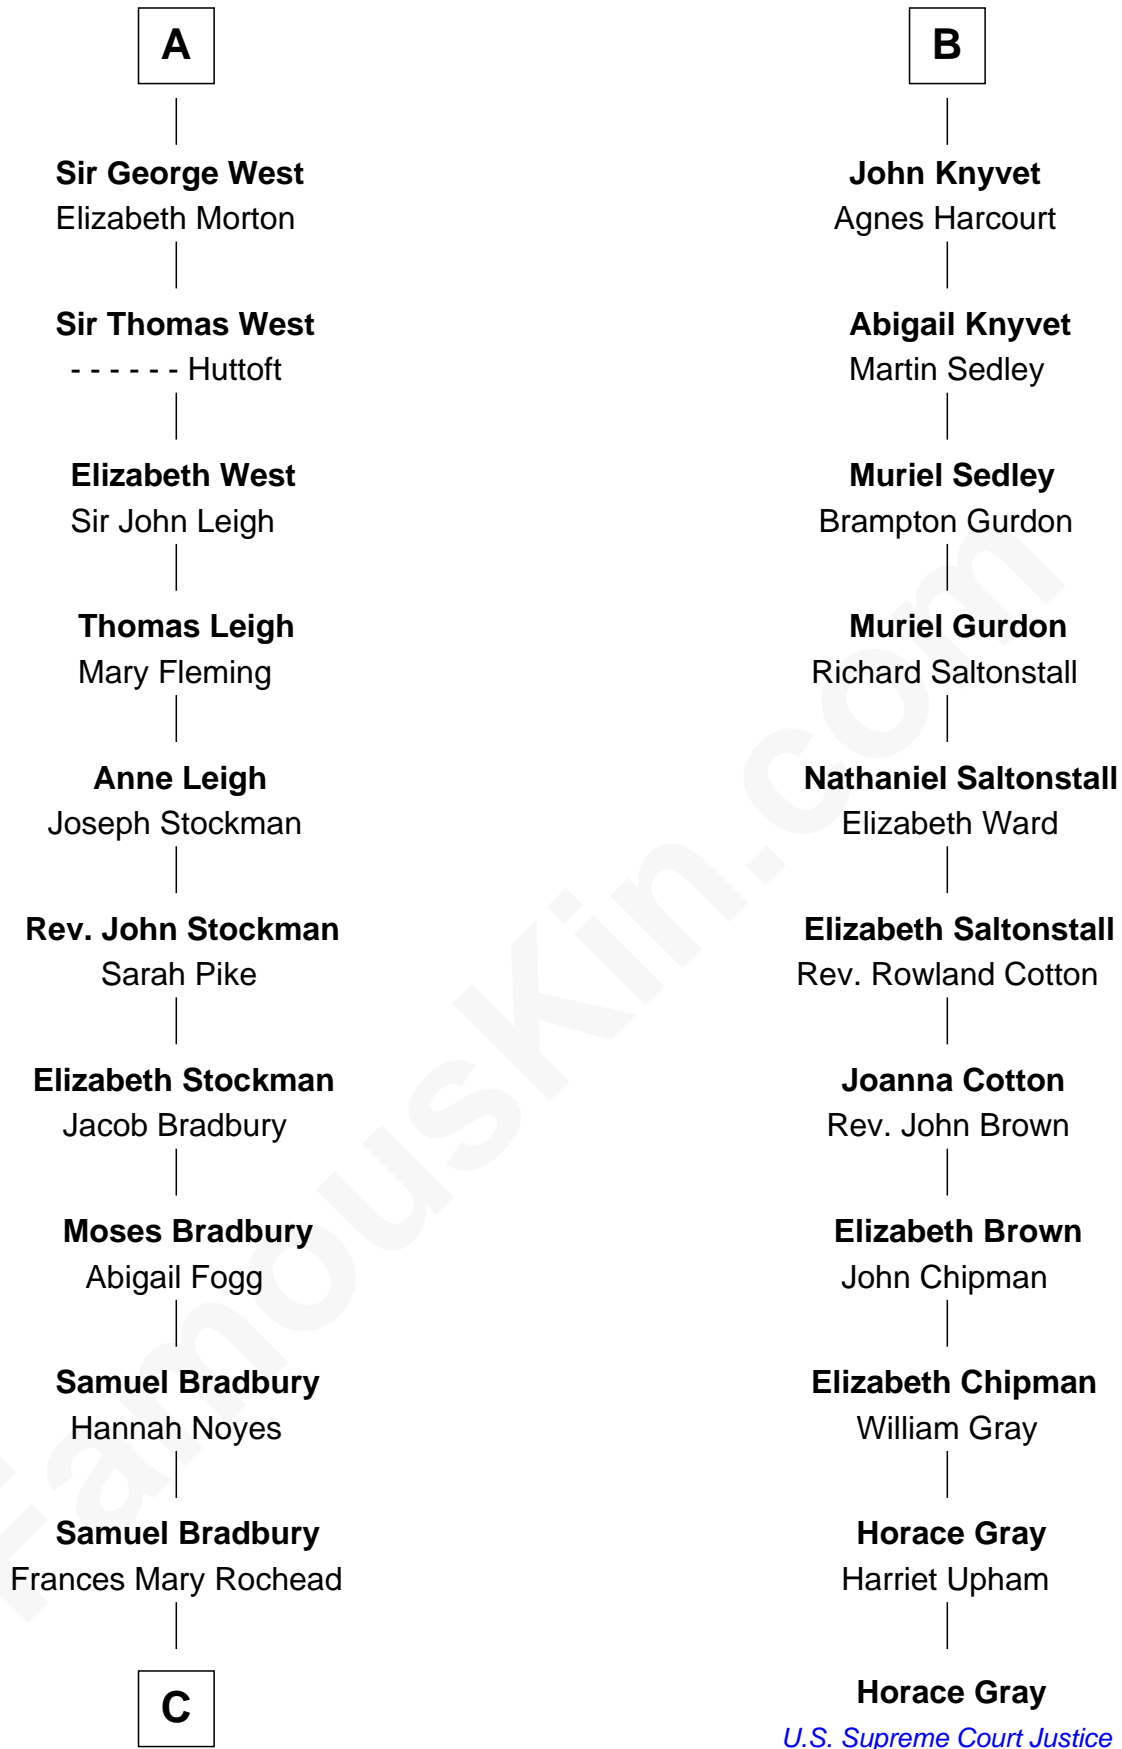 A
Sir George West
Elizabeth Morton
Sir Thomas West
- - - - - - Huttoft
Elizabeth West
Sir John Leigh
Thomas Leigh
Mary Fleming
Anne Leigh
Joseph Stockman
Rev. John Stockman
Sarah Pike
Elizabeth Stockman
Jacob Bradbury
Moses Bradbury
Abigail Fogg
Samuel Bradbury
Hannah Noyes
Samuel Bradbury
Frances Mary Rochead
C
B
John Knyvet
Agnes Harcourt
Abigail Knyvet
Martin Sedley
Muriel Sedley
Brampton Gurdon
Muriel Gurdon
Richard Saltonstall
Nathaniel Saltonstall
Elizabeth Ward
Elizabeth Saltonstall
Rev. Rowland Cotton
Joanna Cotton
Rev. John Brown
Elizabeth Brown
John Chipman
Elizabeth Chipman
William Gray
Horace Gray
Harriet Upham
Horace Gray
U.S. Supreme Court Justice
FamousKin.com